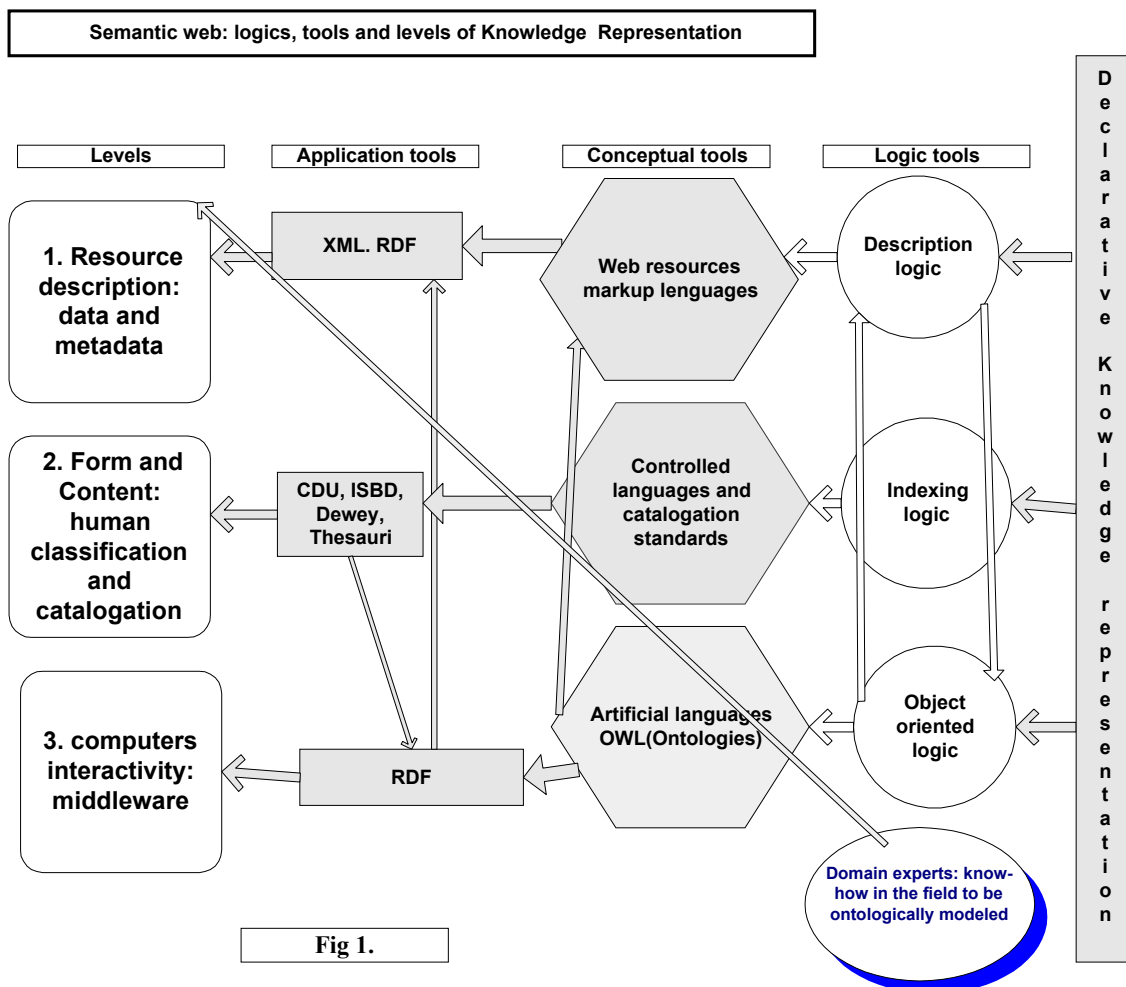 Semantic web: logics, tools and levels of Knowledge  Representation
Levels
Application tools
Conceptual tools
Logic tools
1. Resource
description:
data and
metadata
XML. RDF
Web resources
markup lenguages
Description
logic
2. Form and
Content:
human
classification
and
catalogation
CDU, ISBD,
Dewey,
Thesauri
Controlled
languages and
catalogation
standards
Indexing
logic
3. computers
interactivity:
middleware
RDF
Artificial languages
OWL(Ontologies)
Object
oriented
logic
Domain experts: know-
how in the field to be
ontologically modeled
Declarative Knowledge representation
Fig 1.